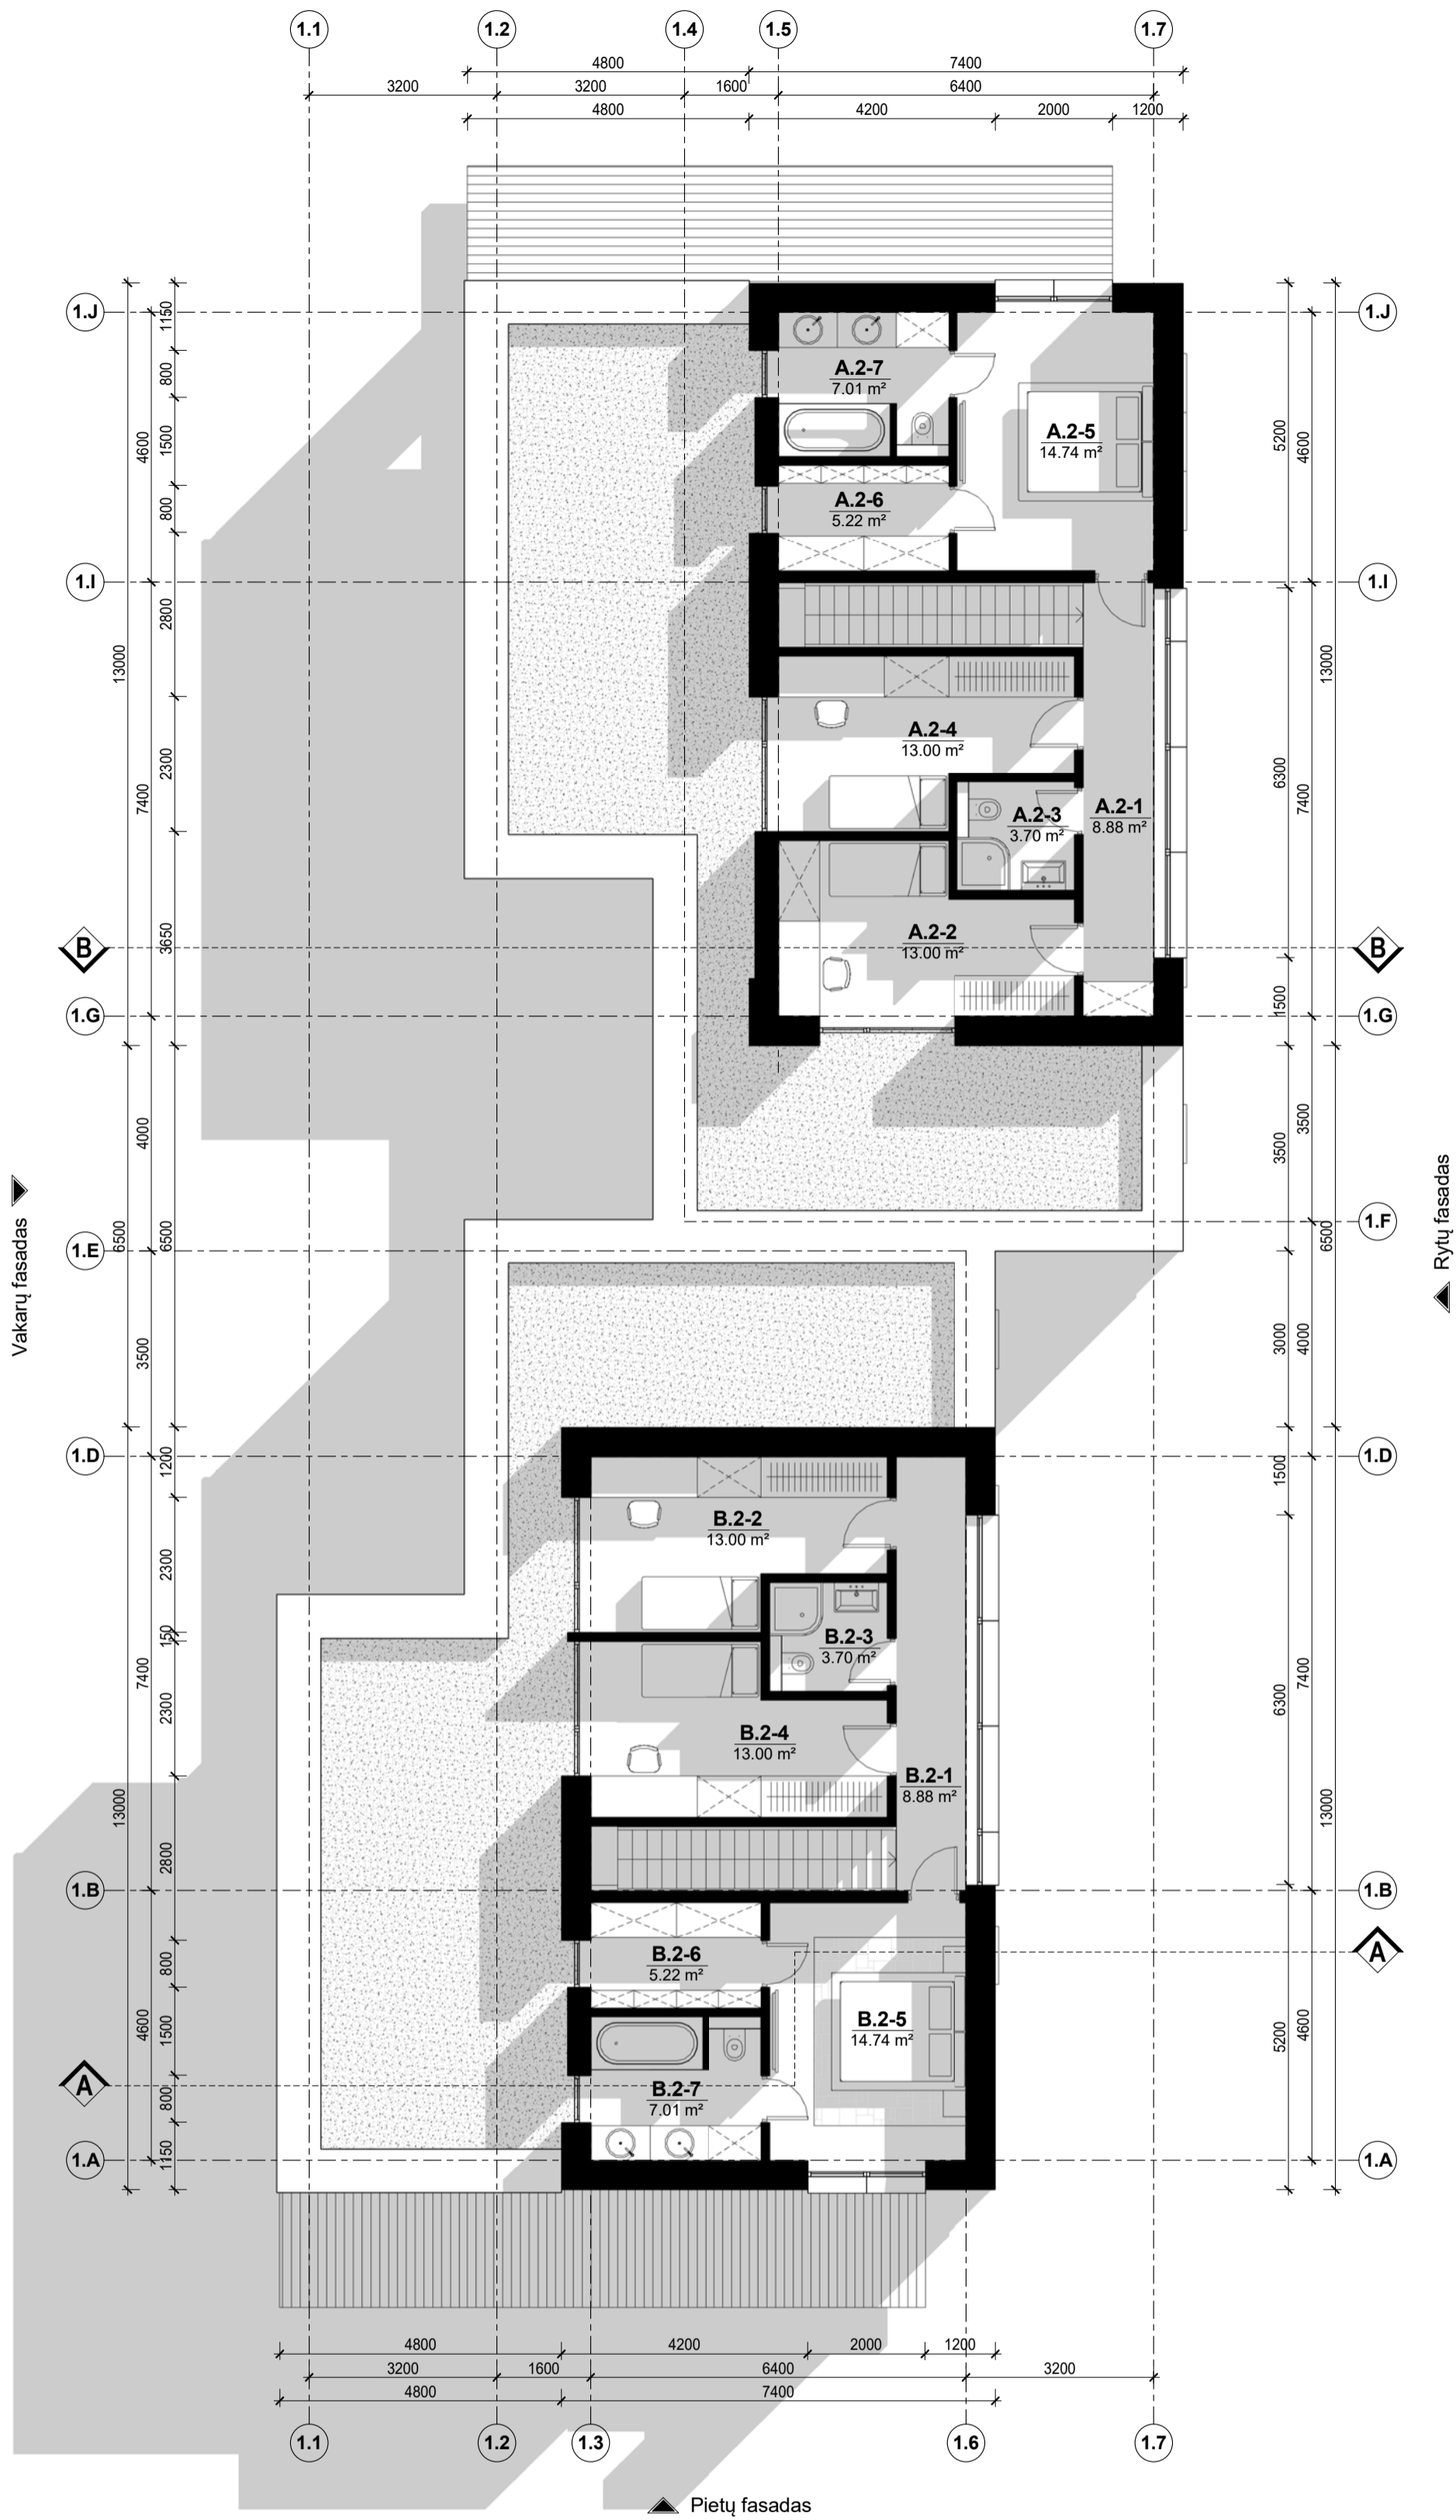 1.1
1.2
1.4
1.5
1.7
4800
7400
3200
3200
1600
6400
4800
4200
2000
1200
1.J
1.J
1150
800
1500
800
4600
5200
4600
A.2-7
7.01 m²
A.2-5
14.74 m²
A.2-6
5.22 m²
1.I
1.I
2800
13000
2300
7400
3650
6300
7400
13000
A.2-4
13.00 m²
A.2-3
3.70 m²
A.2-1
8.88 m²
A.2-2
13.00 m²
B
B
1500
1.G
1.G
4000
6500
6500
3500
3500
3500
6500
3000
4000
Vakarų fasadas
Rytų fasadas
1.F
1.E
1.D
1.D
1200
2300
150
7400
2300
2800
13000
1500
6300
7400
13000
B.2-2
13.00 m²
B.2-3
3.70 m²
B.2-4
13.00 m²
B.2-1
8.88 m²
1.B
1.B
800
1500
4600
800
1150
5200
4600
B.2-6
5.22 m²
B.2-5
14.74 m²
B.2-7
7.01 m²
A
A
1.A
1.A
4800
4200
2000
1200
3200
1600
6400
3200
4800
7400
1.1
1.2
1.3
1.6
1.7
Pietų fasadas